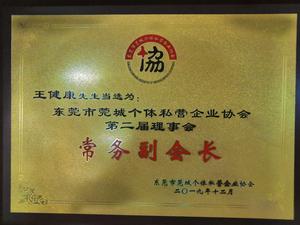 協
王健康先生当选为：
东莞市莞城个体私营企业协会
第二届理事会
常务副会长
东莞市莞城个体私营企业协会
二〇一九年十二月